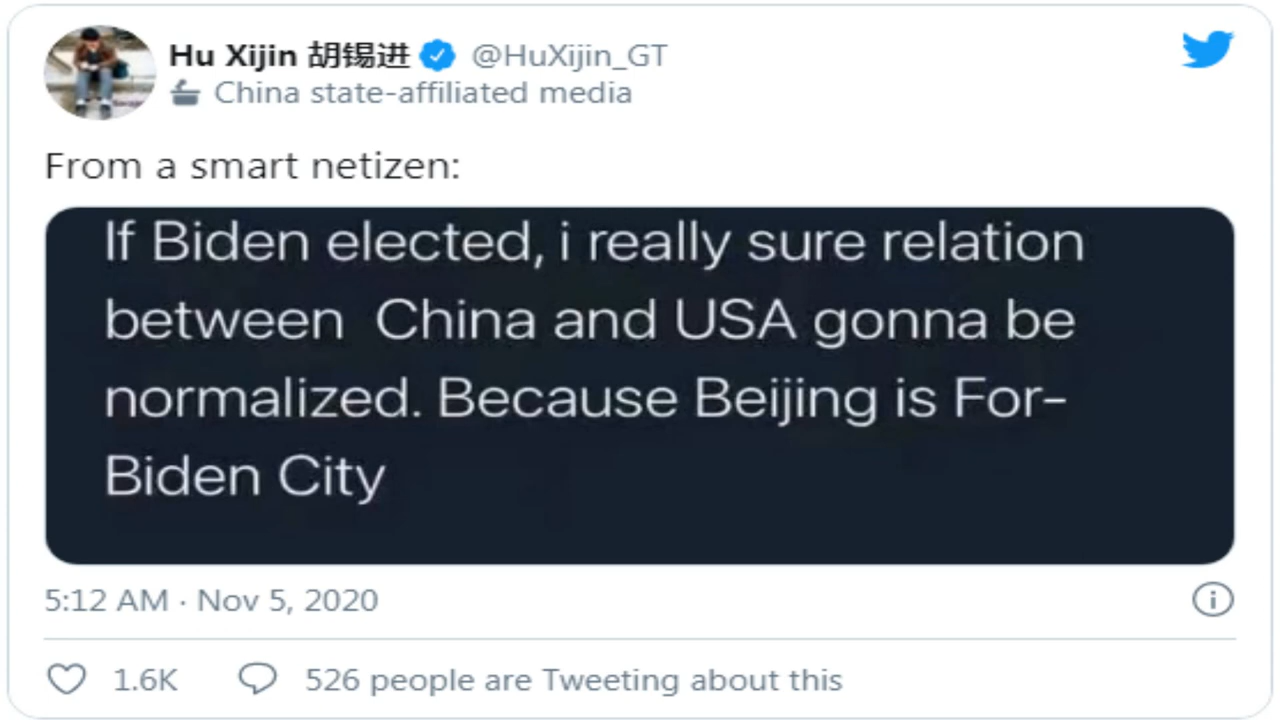 Hu Xijin 胡锡进 @HuXijin_GT
China state-affiliated media
From a smart netizen:
If Biden elected, i really sure relation
between  China and USA gonna be
normalized. Because Beijing is For-
Biden City
5:12 AM · Nov 5, 2020
1.6K 526 people are Tweeting about this